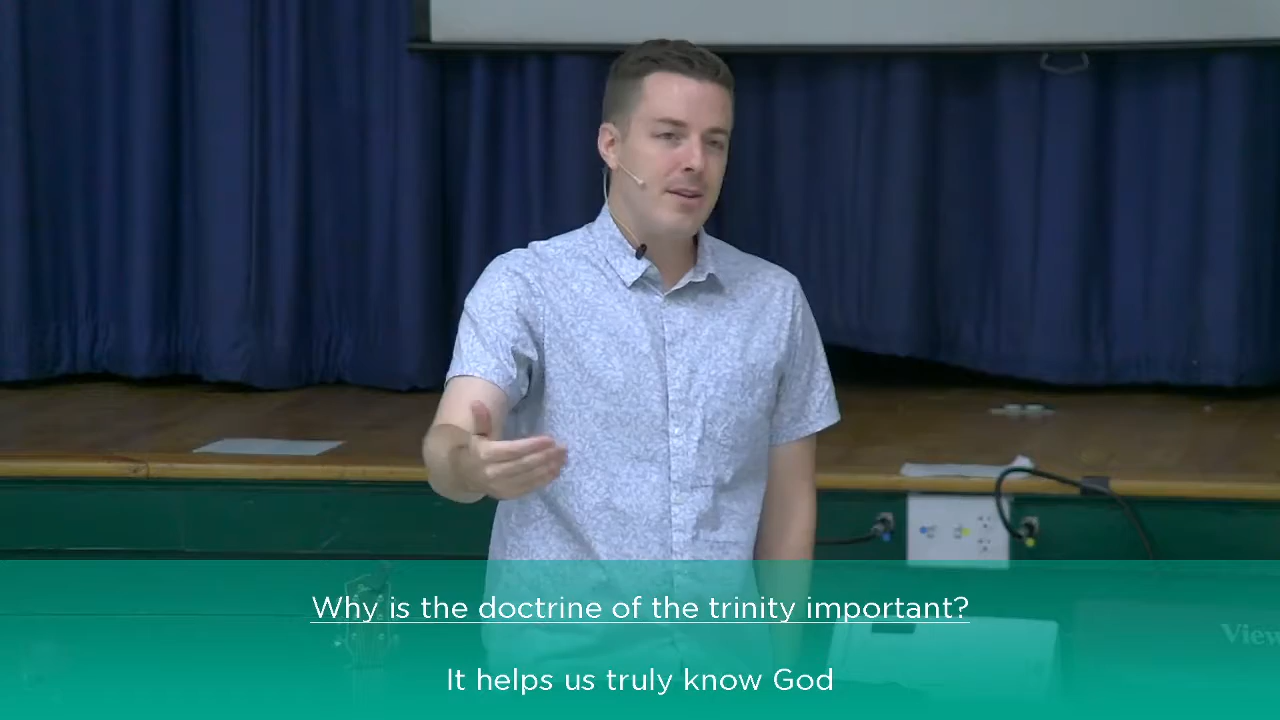 Why is the doctrine of the trinity important?
It helps us truly know God